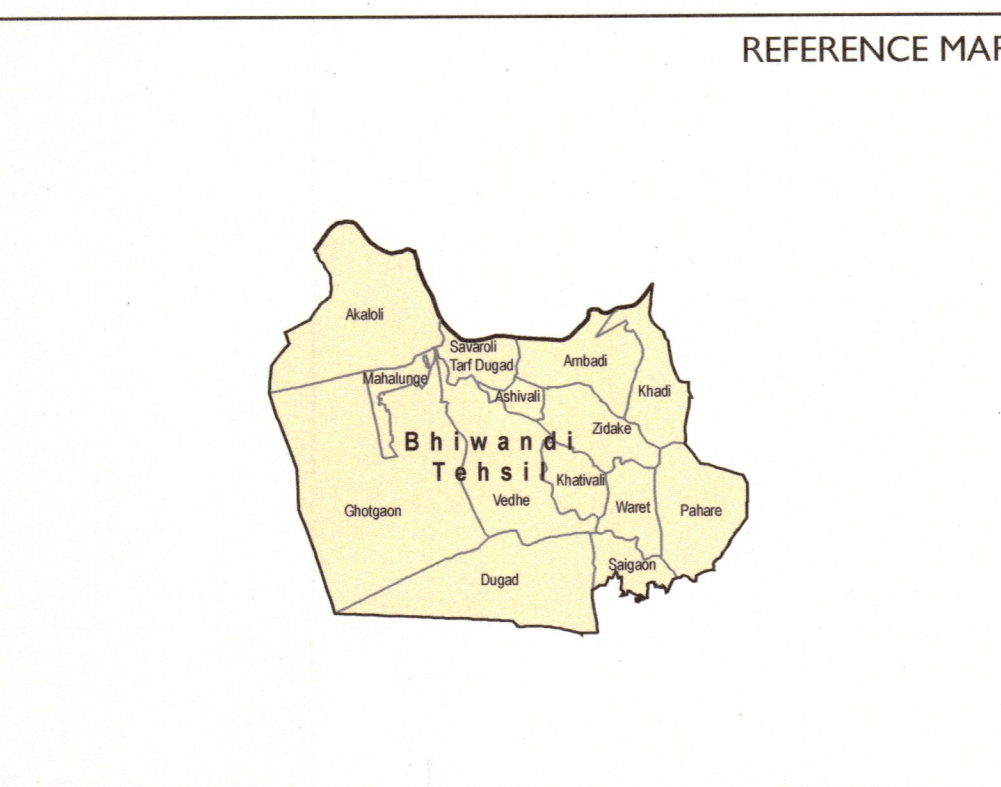 REFERENCE MAP
Akaloli
Savaroli
Tarf Dugad
Ambadi
Mahalunge
Ashivali
Khadi
Zidake
Bhiwandi
Tehsil
Khativali
Vedhe
Waret
Pahare
Ghotgaon
Saigaon
Dugad